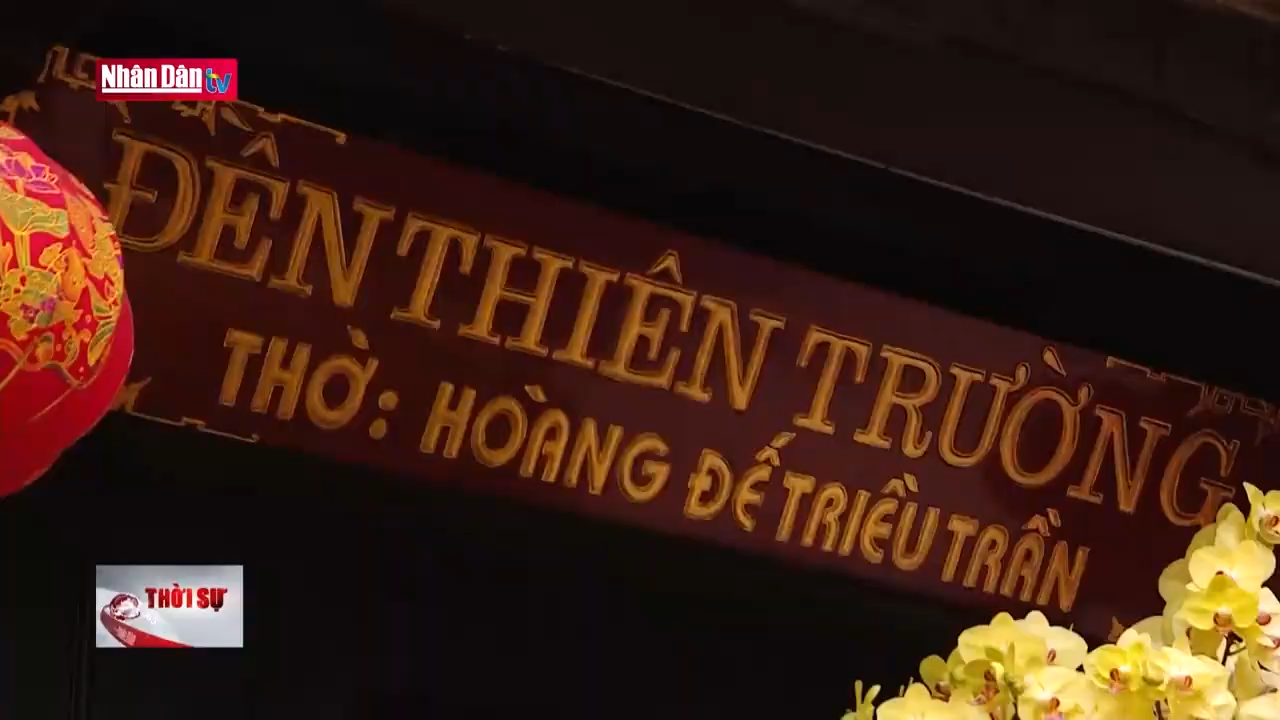 Nhân Dân tv
ĐỀN THIÊN TRƯỜNG
THỜ: HOÀNG ĐẾ TRIỀU TRẦN
THỜI SỰ